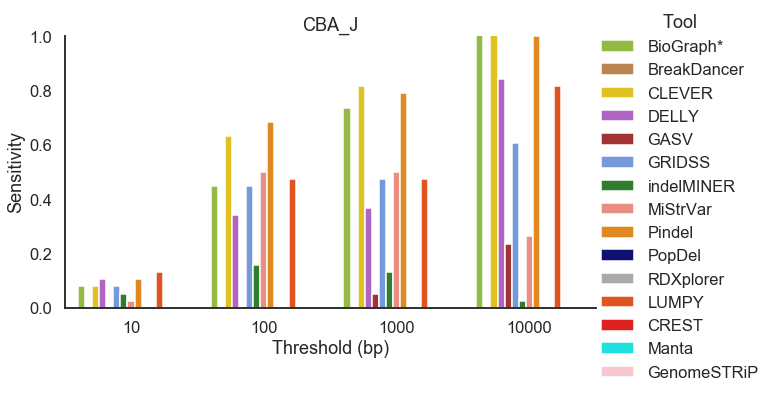 CBA_J
Tool
BioGraph*
BreakDancer
CLEVER
DELLY
GASV
GRIDSS
indelMINER
MiStrVar
Pindel
PopDel
RDXplorer
LUMPY
CREST
Manta
GenomeSTRiP
Sensitivity
1.0
0.8
0.6
0.4
0.2
0.0
10 100 1000 10000
Threshold (bp)